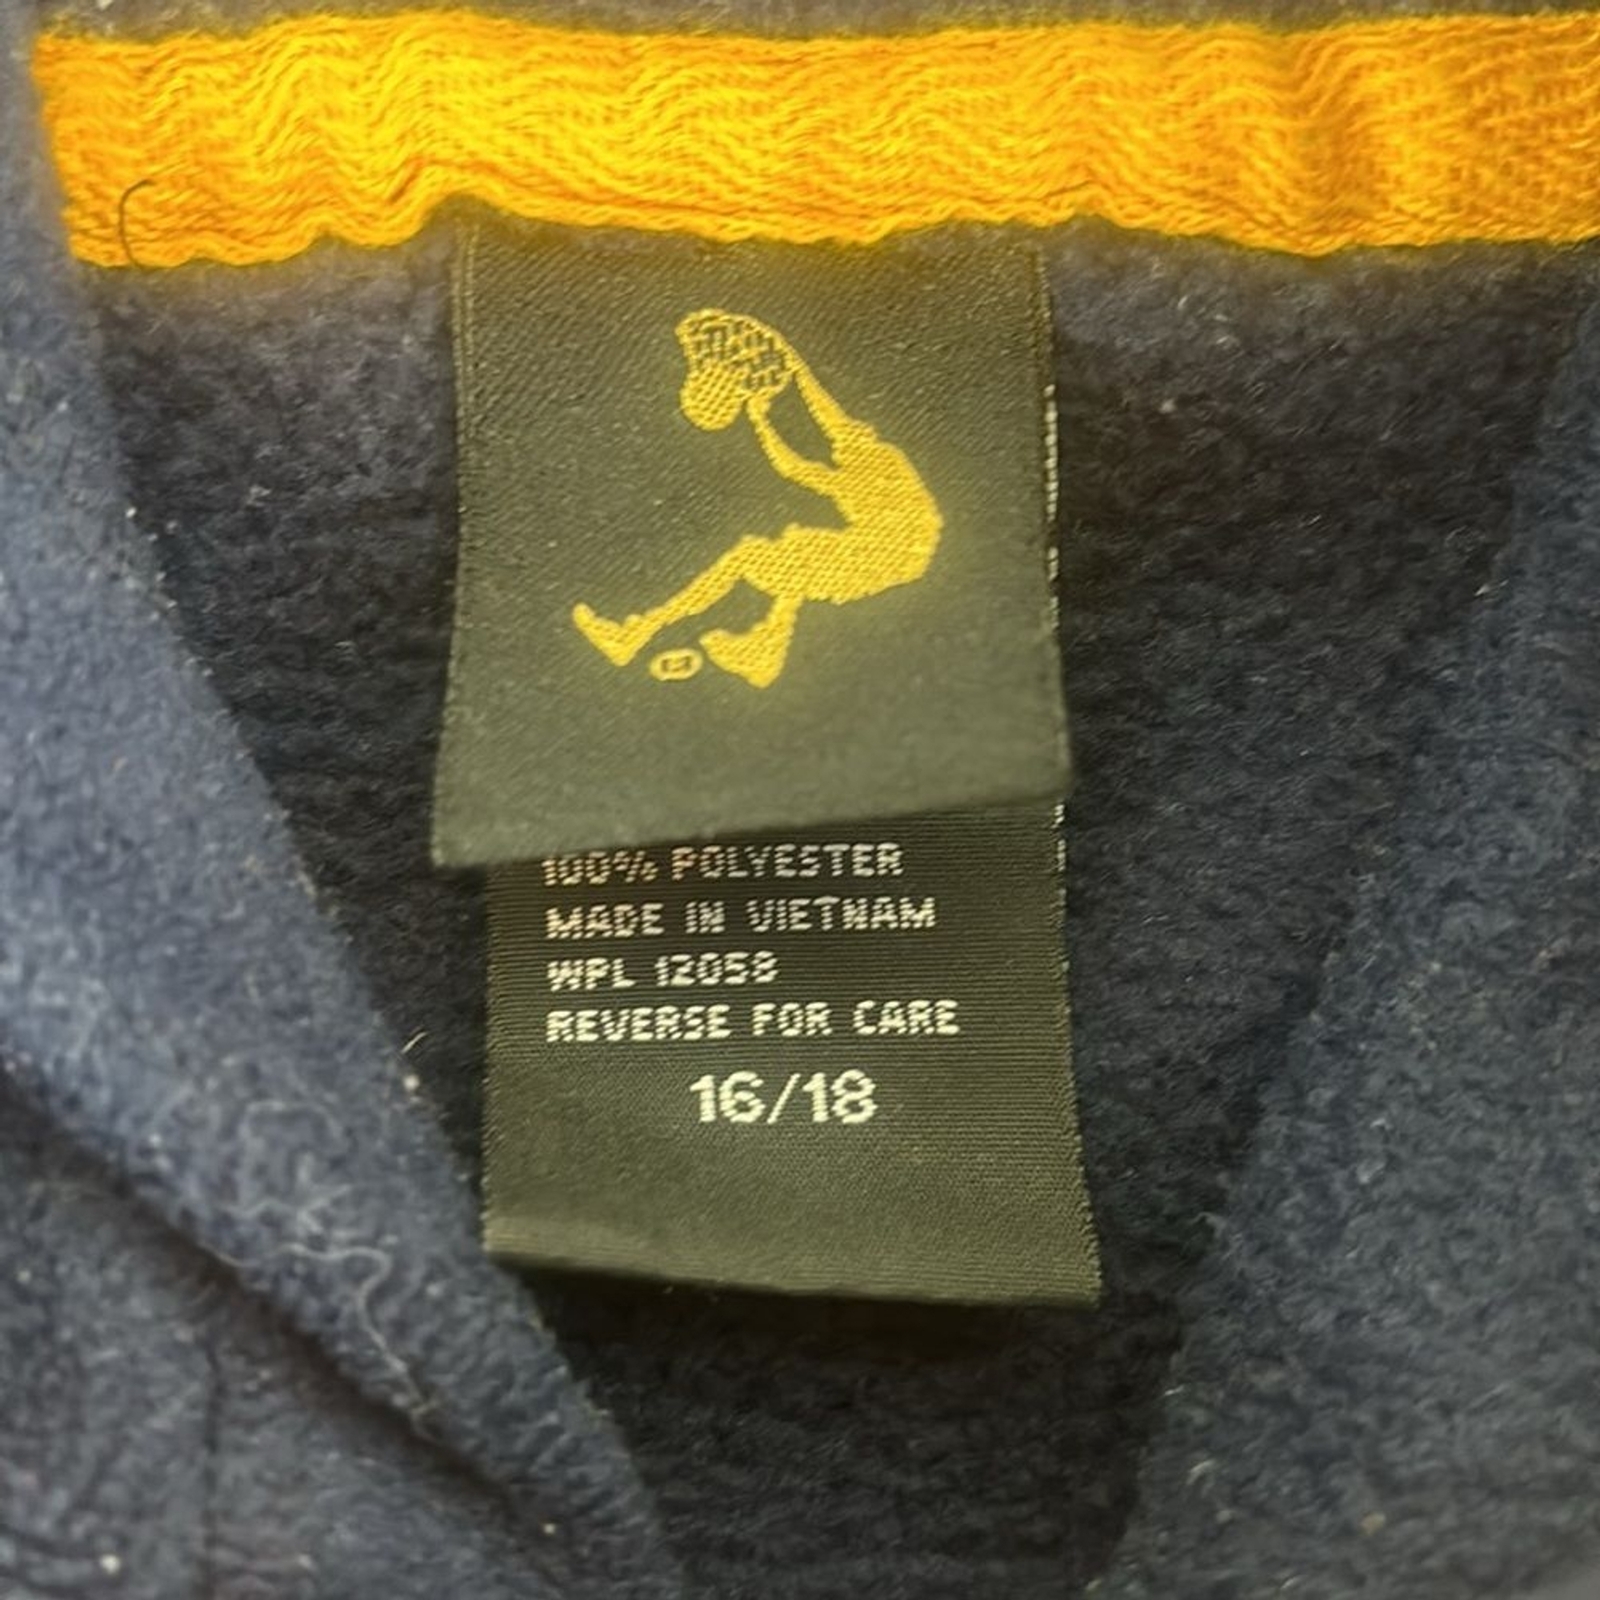 100% POLYESTER
MADE IN VIETNAM
WPL 12058
REVERSE FOR CARE
16/18